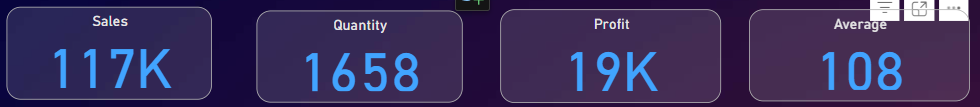 Sales
117K
Quantity
1658
Profit
19K
Average
108